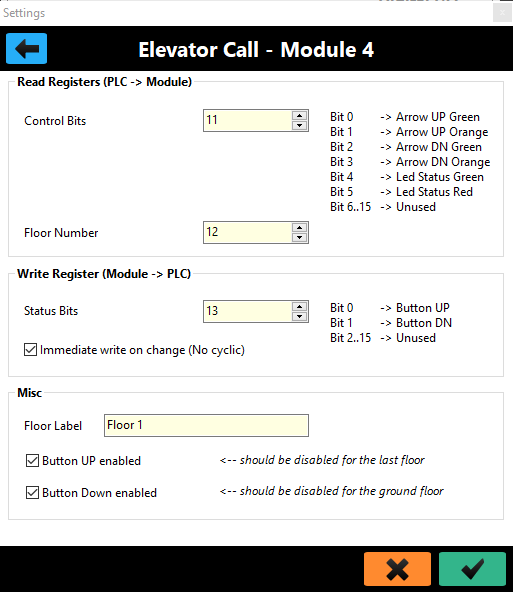 Settings
Elevator Call - Module 4
Read Registers (PLC -> Module)
Control Bits 11
Bit 0 -> Arrow UP Green
Bit 1 -> Arrow UP Orange
Bit 2 -> Arrow DN Green
Bit 3 -> Arrow DN Orange
Bit 4 -> Led Status Green
Bit 5 -> Led Status Red
Bit 6..15 -> Unused
Floor Number 12
Write Register (Module -> PLC)
Status Bits 13
Bit 0 -> Button UP
Bit 1 -> Button DN
Bit 2..15 -> Unused
Immediate write on change (No cyclic)
Misc
Floor Label Floor 1
Button UP enabled <-- should be disabled for the last floor
Button Down enabled <-- should be disabled for the ground floor